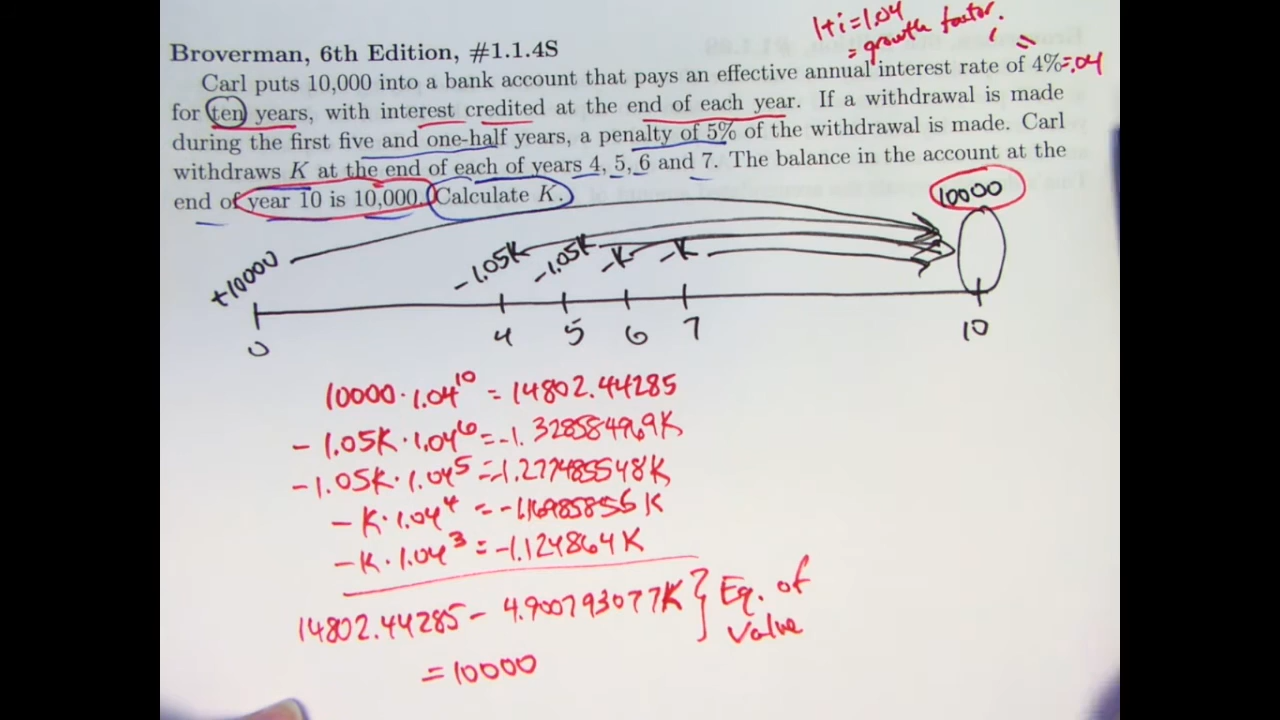 1+i=1.04
= growth factor.
i
Broverman, 6th Edition, #1.1.4S
Carl puts 10,000 into a bank account that pays an effective annual interest rate of 4% =.04
for ten years, with interest credited at the end of each year. If a withdrawal is made
during the first five and one-half years, a penalty of 5% of the withdrawal is made. Carl
withdraws K at the end of each of years 4, 5, 6 and 7. The balance in the account at the
end of year 10 is 10,000. Calculate K.
10000
+10000 -1.05K -1.05K -K -K
0 4 5 6 7 10
10000·1.04^10 = 14802.44285
- 1.05K·1.04^6 = -1.328584969K
-1.05K·1.04^5 = -1.277485548K
-K·1.04^4 = -1.16985856K
-K·1.04^3 = -1.124864K
14802.44285 - 4.900793077K } Eq. of
Value
= 10000